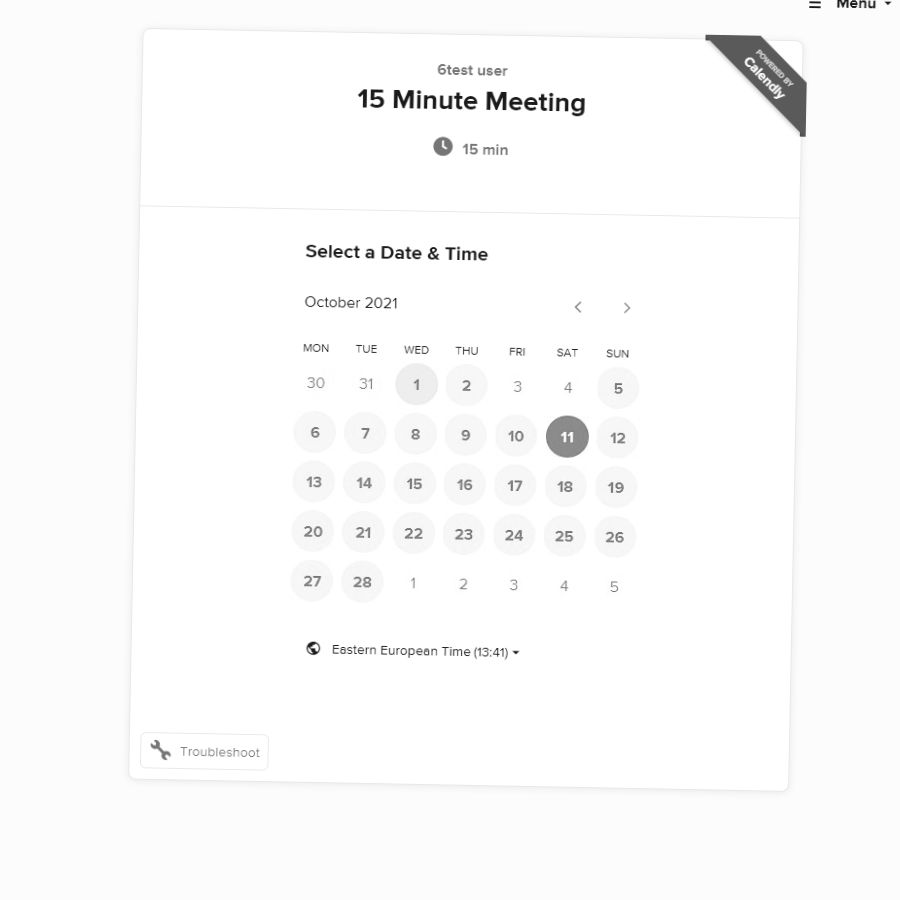 Menu
POWERED BY
Calendly
6test user
15 Minute Meeting
15 min
Select a Date & Time
October 2021
MON TUE WED THU FRI SAT SUN
30 31 1 2 3 4 5
6 7 8 9 10 11 12
13 14 15 16 17 18 19
20 21 22 23 24 25 26
27 28 1 2 3 4 5
Eastern European Time (13:41)
Troubleshoot